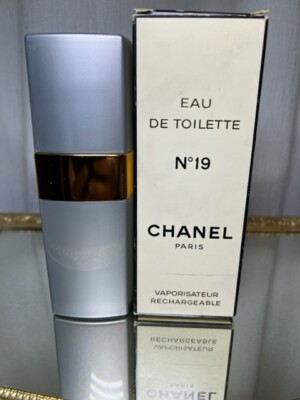 EAU
DE TOILETTE
N°19
CHANEL
PARIS
VAPORISATEUR
RECHARGEABLE